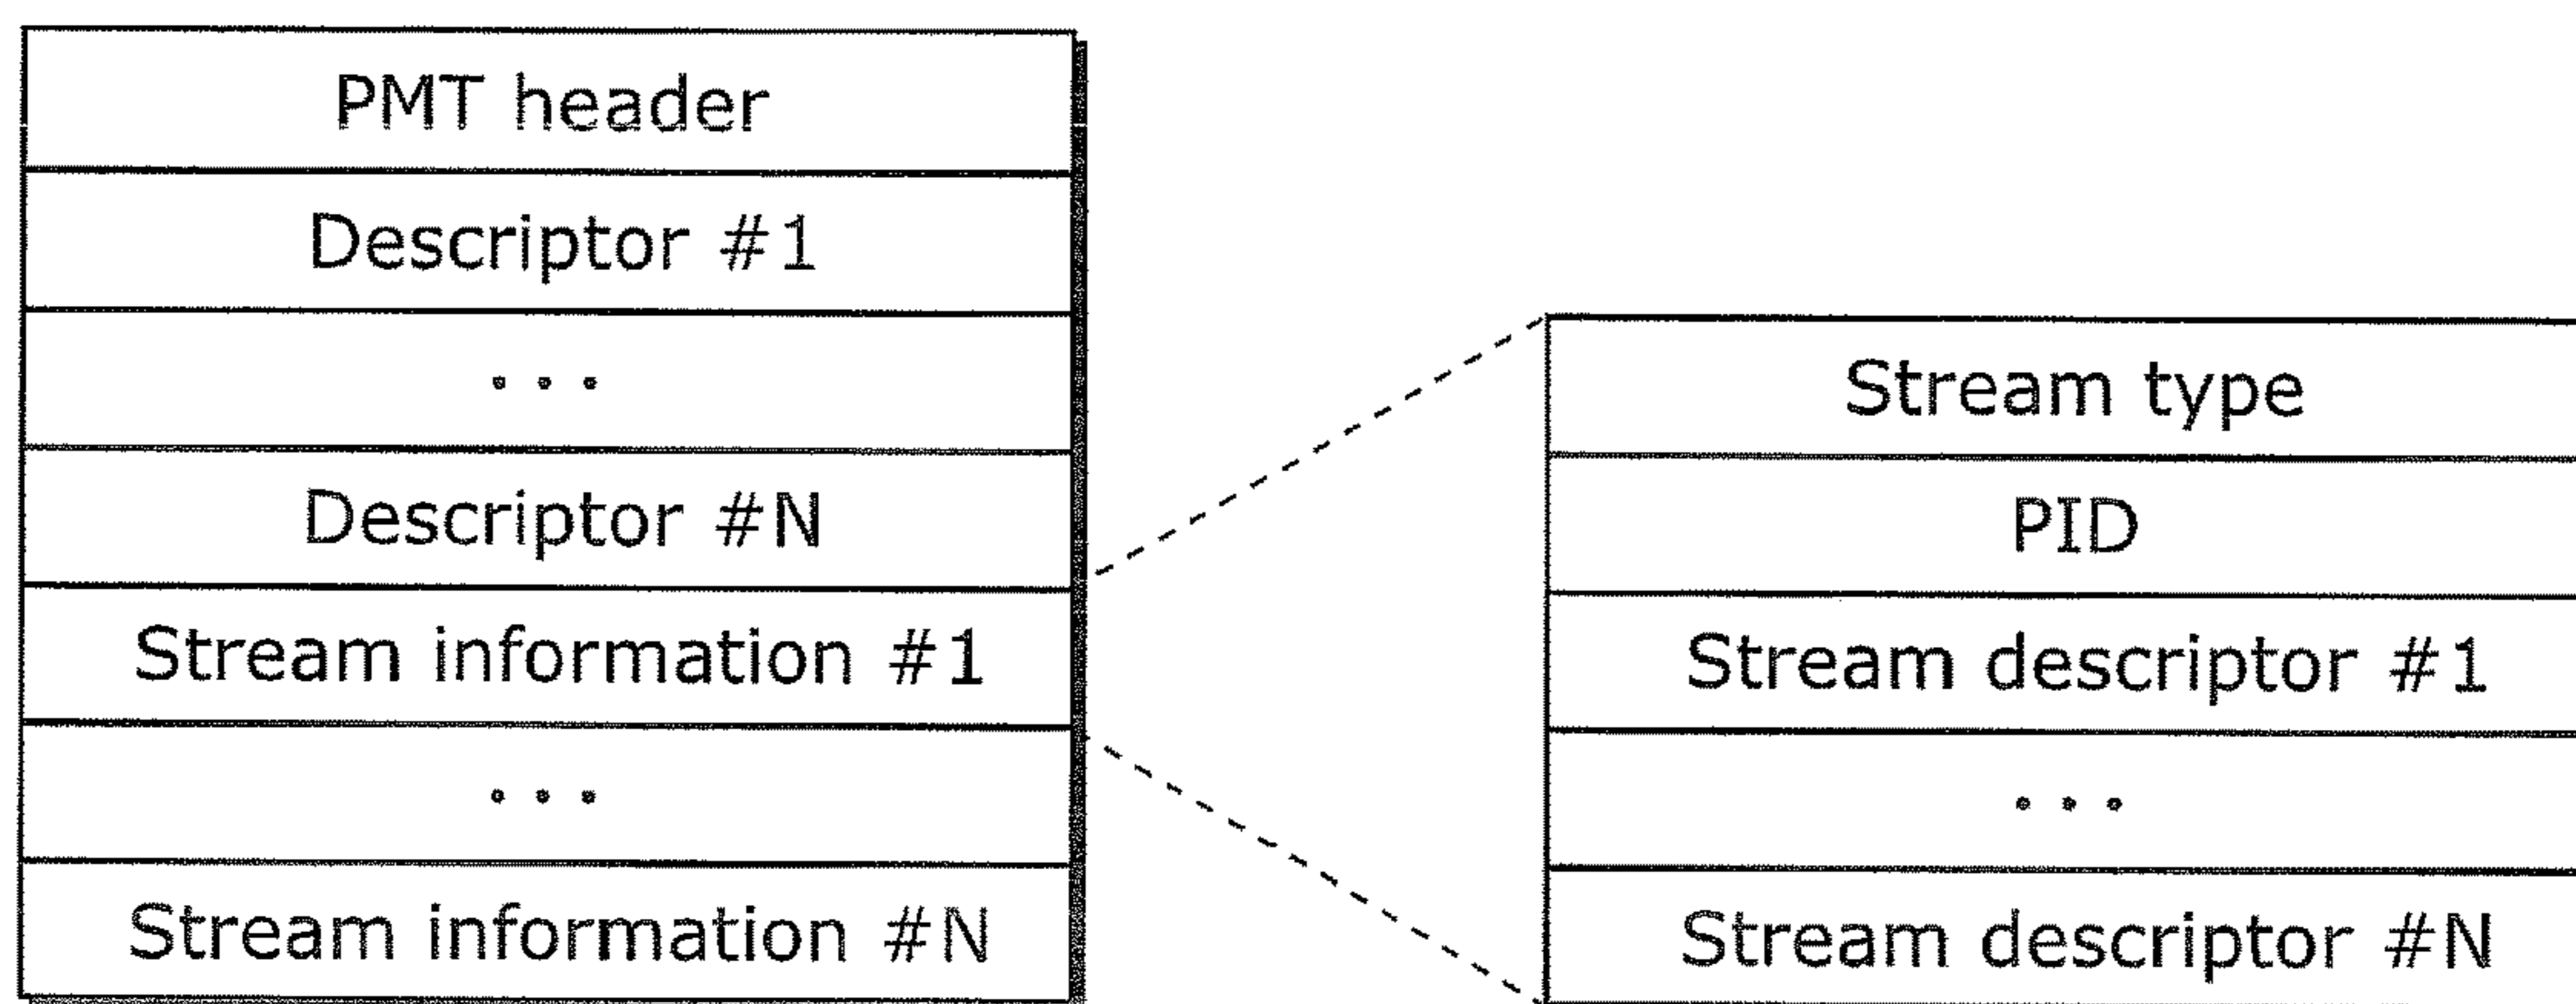 PMT header
Descriptor #1
...
Descriptor #N
Stream information #1
...
Stream information #N
Stream type
PID
Stream descriptor #1
...
Stream descriptor #N